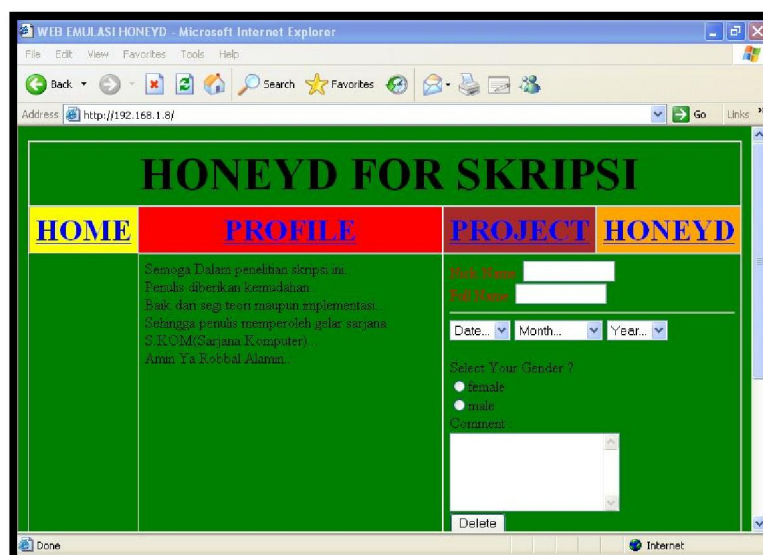 WEB EMULASI HONEYD - Microsoft Internet Explorer
File Edit View Favorites Tools Help
Back Search Favorites
Address http://192.168.1.8/ Go Links
HONEYD FOR SKRIPSI
HOME PROFILE PROJECT HONEYD
Semoga Dalam penelitian skripsi ini..
Penulis diberikan kemudahan
Baik dari segi teori maupun implementasi..
Sehingga penulis memperoleh gelar sarjana
S.KOM(Sarjana Komputer)...
Amin Ya Robbal Alamin..
Nick Name
Full Name
Date... Month... Year...
Select Your Gender ?
female
male
Comment
Delete
Done Internet